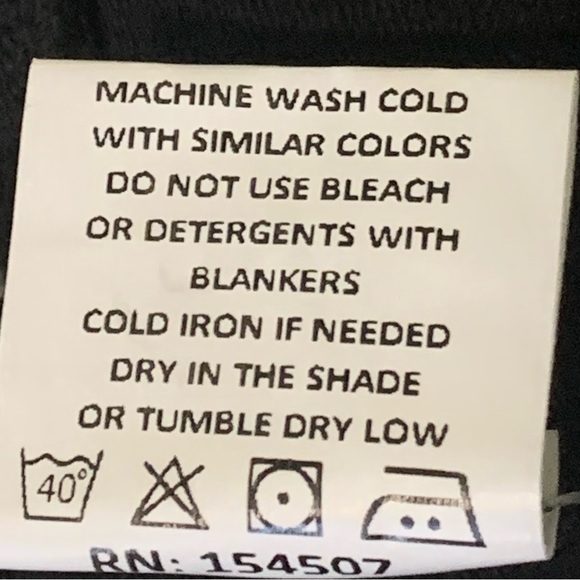 MACHINE WASH COLD
WITH SIMILAR COLORS
DO NOT USE BLEACH
OR DETERGENTS WITH
BLANKERS
COLD IRON IF NEEDED
DRY IN THE SHADE
OR TUMBLE DRY LOW
40°
RN: 154507